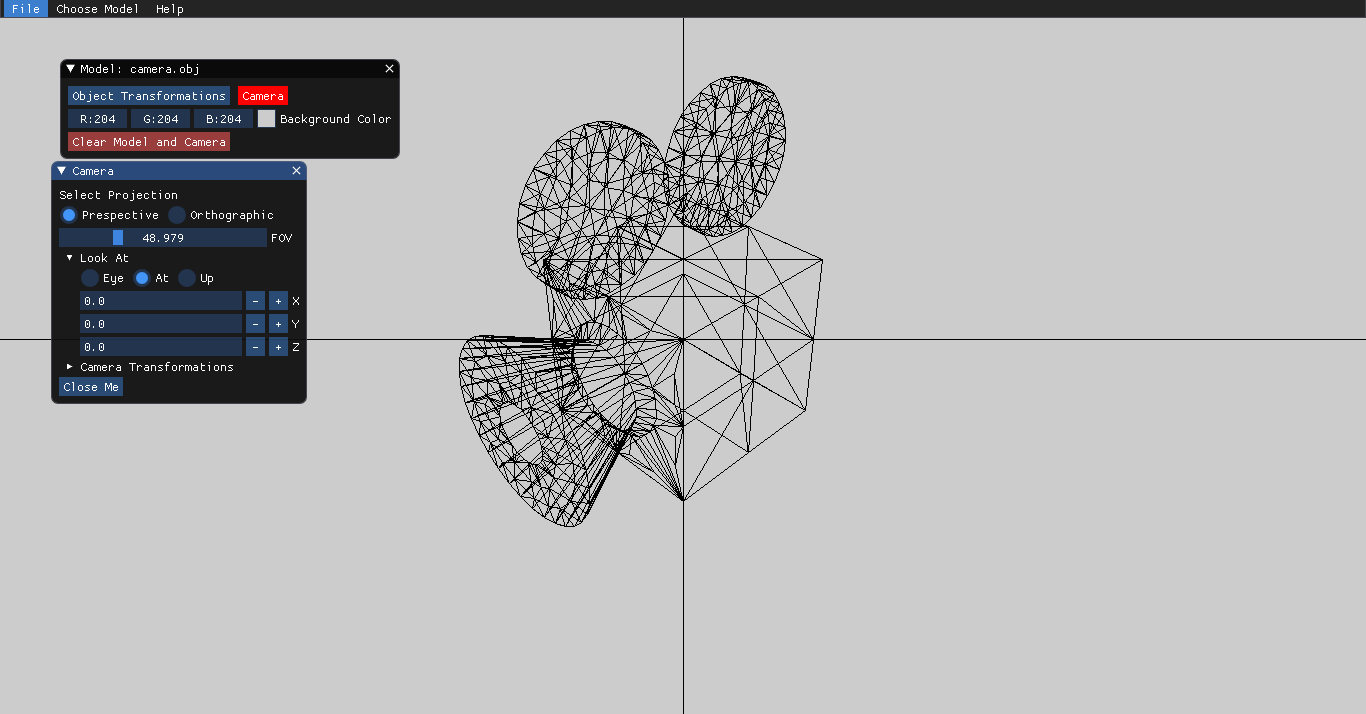 File Choose Model Help
Model: camera.obj
Object Transformations Camera
R:204 G:204 B:204 Background Color
Clear Model and Camera
Camera
Select Projection
Prespective Orthographic
48.979 FOV
Look At
Eye At Up
0.0 - + X
0.0 - + Y
0.0 - + Z
Camera Transformations
Close Me